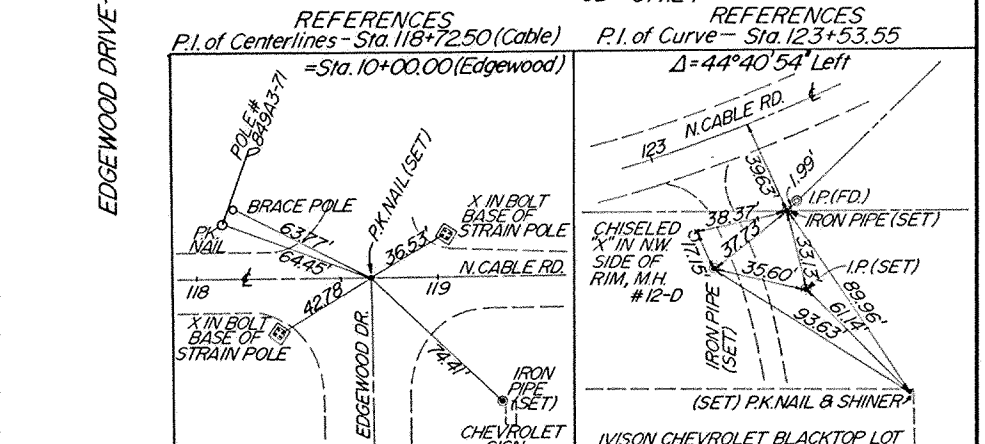 EDGEWOOD DRIVE-
REFERENCES
P.I. of Centerlines - Sta. 118+72.50 (Cable)
=Sta. 10+00.00 (Edgewood)
POLE #
849A3-71
BRACE POLE
P.K.
NAIL
63.77'
64.45'
P.K. NAIL (SET)
36.53'
X IN BOLT
BASE OF
STRAIN POLE
N. CABLE RD.
118
℄
119
42.78
X IN BOLT
BASE OF
STRAIN POLE
EDGEWOOD DR.
74.41'
IRON
PIPE
(SET)
CHEVROLET
REFERENCES
P.I. of Curve - Sta. 123+53.55
Δ=44°40'54" Left
N. CABLE RD.
℄
123
39.63'
1.99'
I.P. (FD.)
IRON PIPE (SET)
38.37'
CHISELED
"X" IN N.W.
SIDE OF
RIM, M.H.
#12-D
17.15'
37.73'
33.13'
35.60'
I.P. (SET)
89.96'
61.14'
93.63'
IRON PIPE
(SET)
(SET) P.K. NAIL & SHINER
IVISON CHEVROLET BLACKTOP LOT